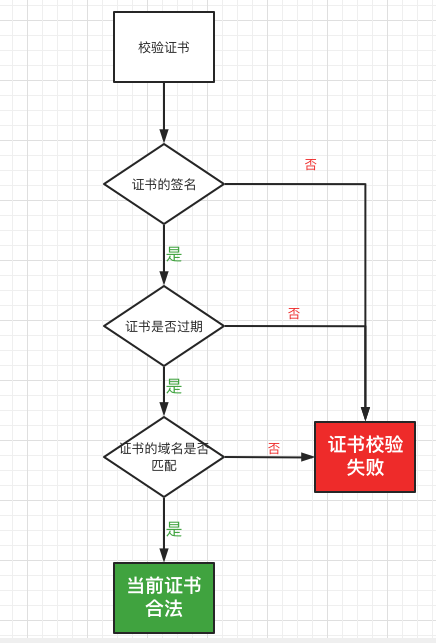 校验证书
证书的签名
否
是
证书是否过期
否
是
证书的域名是否
匹配
否
证书校验
失败
是
当前证书
合法